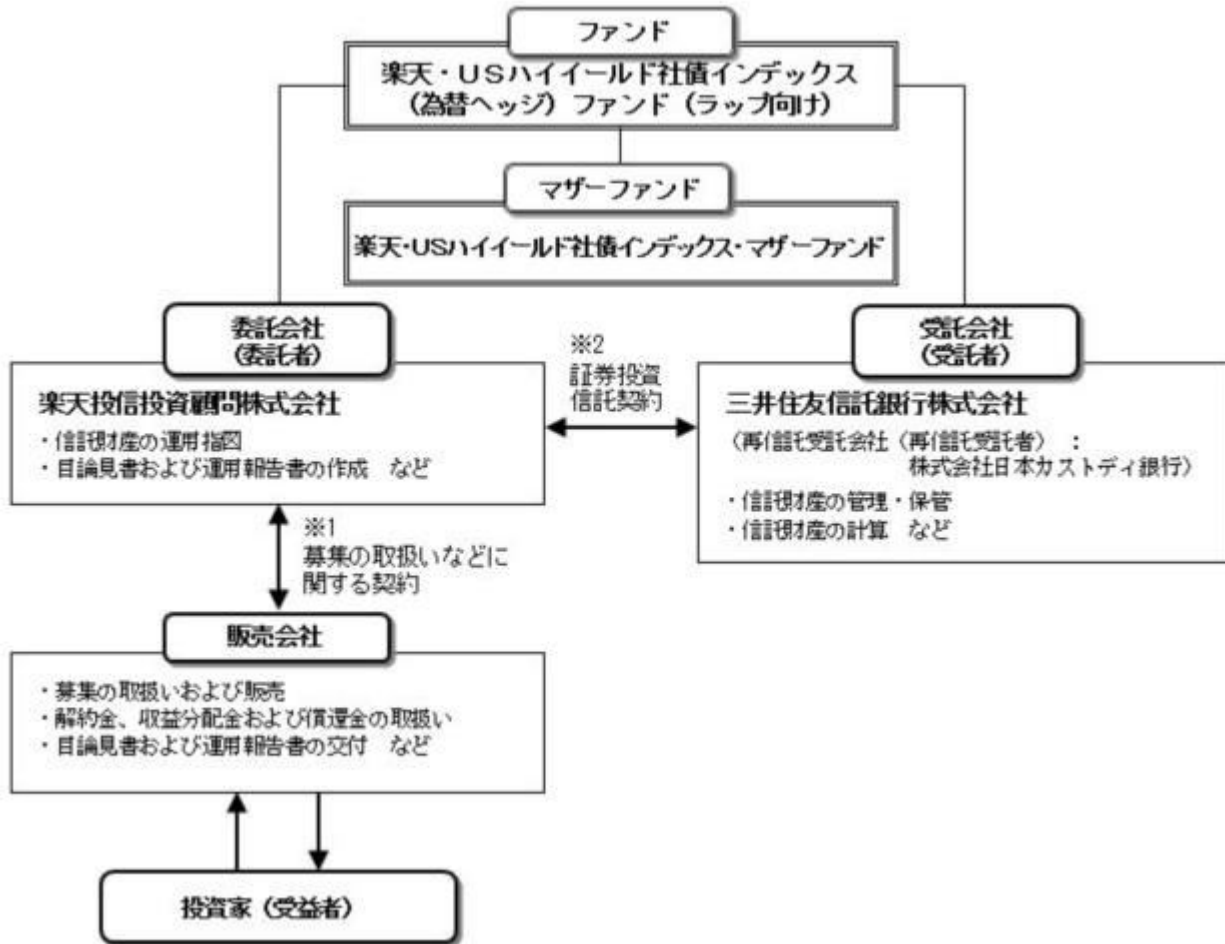 ファンド
楽天・USハイイールド社債インデックス
(為替ヘッジ) ファンド (ラップ向け)
マザーファンド
楽天・USハイイールド社債インデックス・マザーファンド
委託会社
(委託者)
楽天投信投資顧問株式会社
・信託財産の運用指図
・目論見書および運用報告書の作成 など
※2
証券投資
信託契約
受託会社
(受託者)
三井住友信託銀行株式会社
(再信託受託会社 (再信託受託者) :
株式会社日本カストディ銀行)
・信託財産の管理・保管
・信託財産の計算 など
※1
募集の取扱いなどに
関する契約
販売会社
・募集の取扱いおよび販売
・解約金、収益分配金および償還金の取扱い
・目論見書および運用報告書の交付 など
投資家 (受益者)